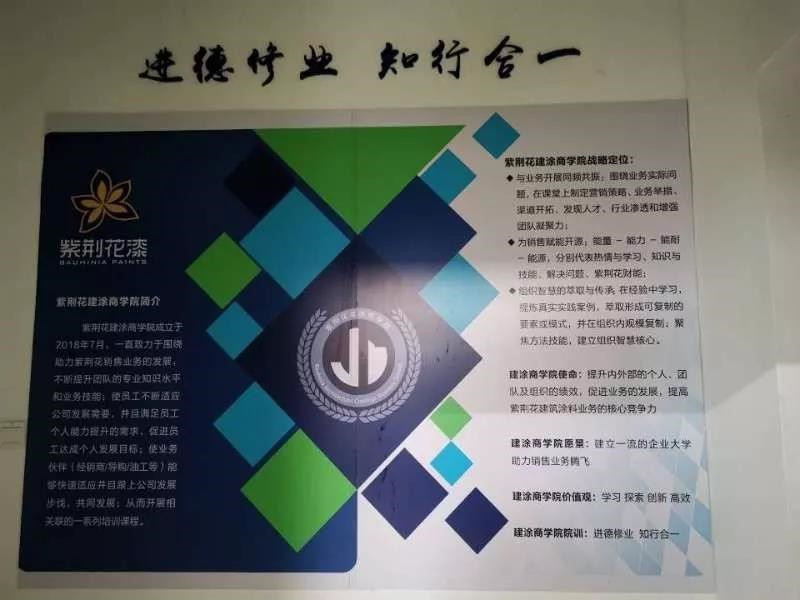 进德修业 知行合一
紫荆花漆
BAUHINIA PAINTS
紫荆花建涂商学院简介
紫荆花建涂商学院成立于
2018年7月，一直致力于围绕
助力紫荆花销售业务的发展，
不断提升团队的专业知识水平
和业务技能；使员工不断适应
公司发展需要，并且满足员工
个人能力提升的需求，促进员
工达成个人发展目标；使业务
伙伴（经销商/导购/油工等）能
够快速适应并且跟上公司发展
步伐，共同发展；从而开展相
关联的一系列培训课程。
紫荆花建涂商学院战略定位：
◆与业务开展同频共振：围绕业务实际问
题，在课堂上制定营销策略、业务举措、
渠道开拓、发现人才、行业渗透和增强
团队凝聚力；
◆为销售赋能开源；能量 – 能力 – 能耐
– 能源，分别代表热情与学习、知识与
技能、解决问题、紫荆花财能；
◆组织智慧的萃取与传承，在经验中学习，
提炼真实实践案例，萃取形成可复制的
要素或模式，并在组织内规模复制；聚
焦方法技能，建立组织智慧核心。
建涂商学院使命：提升内外部的个人、团
队及组织的绩效，促进业务的发展，提高
紫荆花建筑涂料业务的核心竞争力
建涂商学院愿景：建立一流的企业大学
助力销售业务腾飞
建涂商学院价值观：学习 探索 创新 高效
建涂商学院院训：进德修业 知行合一